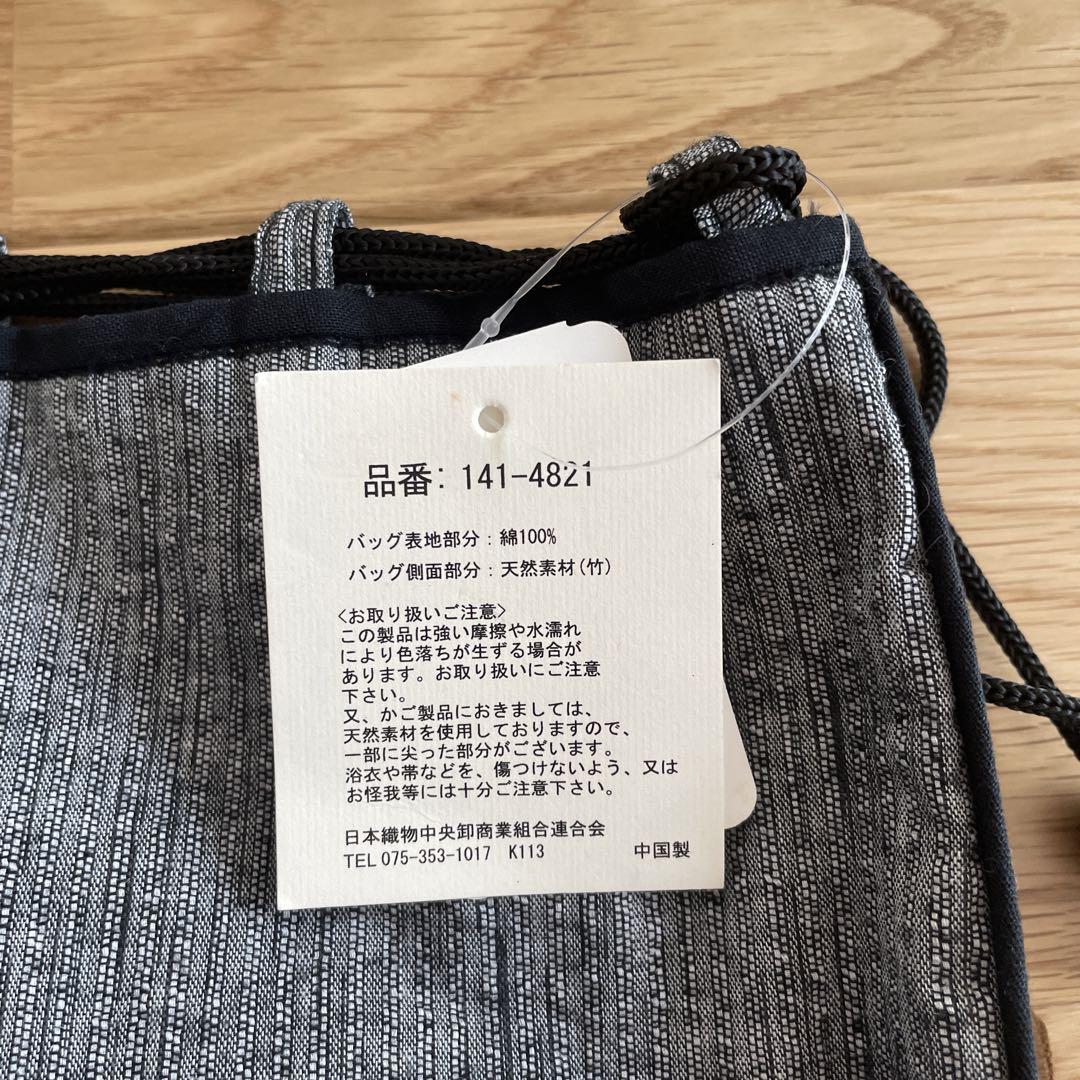 品番: 141-4821
バッグ表地部分：綿100%
バッグ側面部分：天然素材(竹)
<お取り扱いご注意>
この製品は強い摩擦や水濡れ
により色落ちが生ずる場合が
あります。お取り扱いにご注意
下さい。
又、かご製品におきましては、
天然素材を使用しておりますので、
一部に尖った部分がございます。
浴衣や帯などを、傷つけないよう、又は
お怪我等には十分ご注意下さい。
日本織物中央卸商業組合連合会
TEL 075-353-1017 K113 中国製